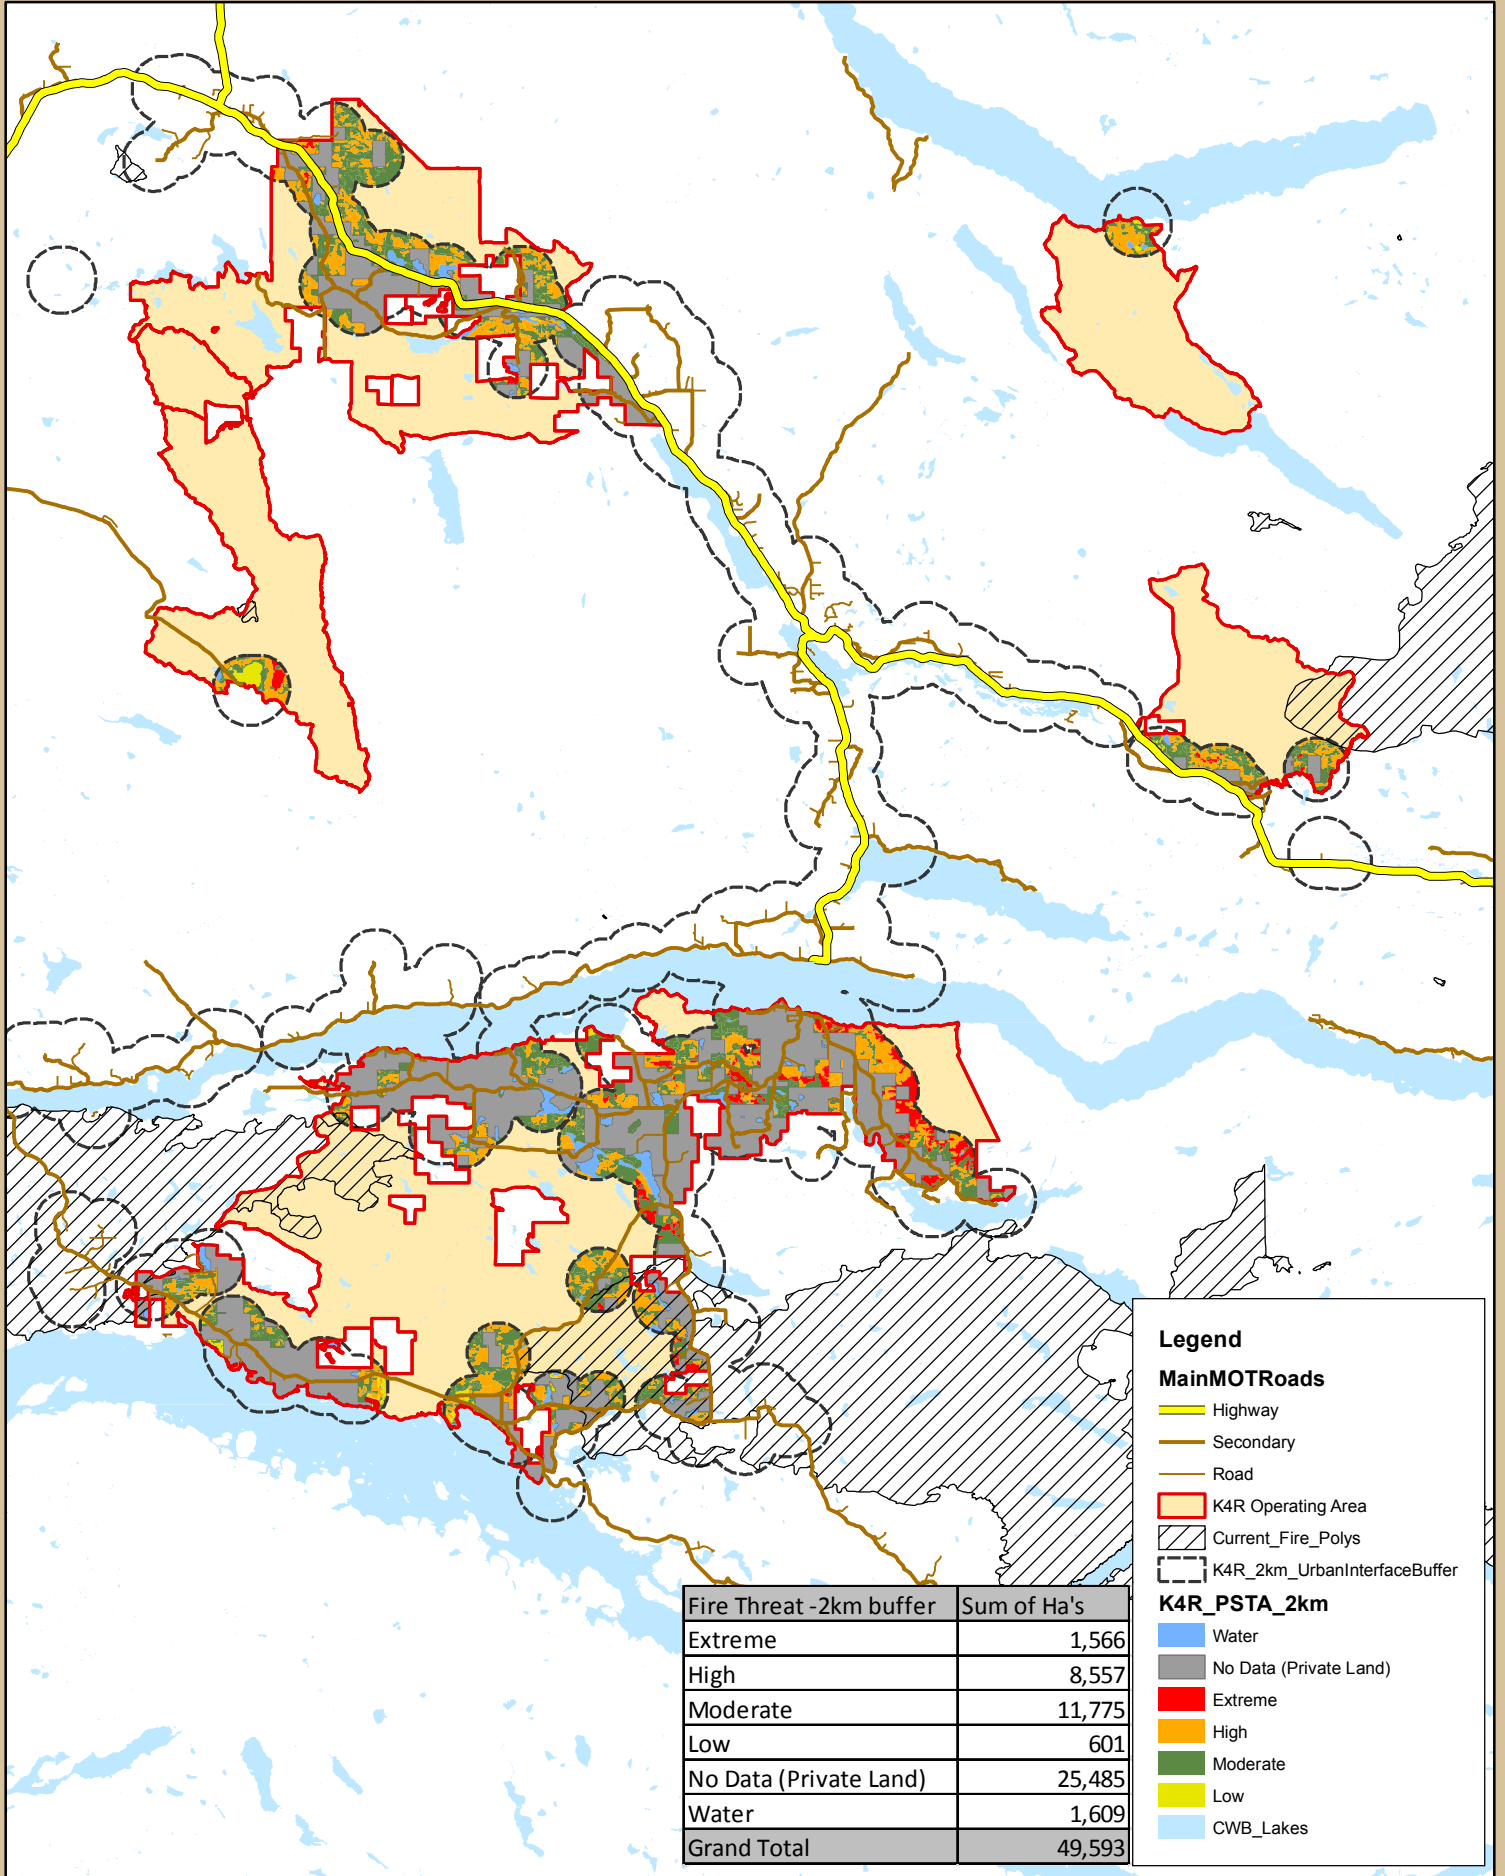 Legend
MainMOTRoads
Highway
Secondary
Road
K4R Operating Area
Current_Fire_Polys
K4R_2km_UrbanInterfaceBuffer
K4R_PSTA_2km
Water
No Data (Private Land)
Extreme
High
Moderate
Low
CWB_Lakes
Fire Threat -2km buffer Sum of Ha's
Extreme 1,566
High 8,557
Moderate 11,775
Low 601
No Data (Private Land) 25,485
Water 1,609
Grand Total 49,593